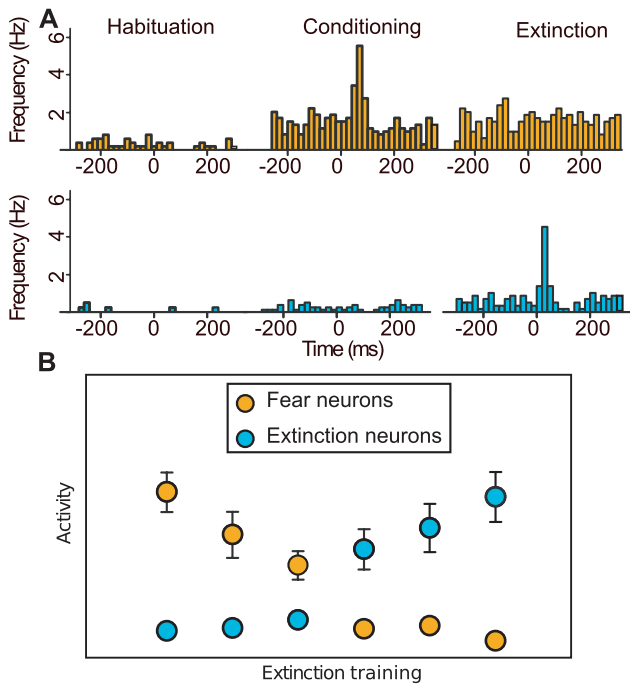 A
Habituation
Conditioning
Extinction
Frequency (Hz)
6
4
2
-200 0 200 -200 0 200 -200 0 200
Frequency (Hz)
6
4
2
-200 0 200 -200 0 200 -200 0 200
Time (ms)
B
Fear neurons
Extinction neurons
Activity
Extinction training